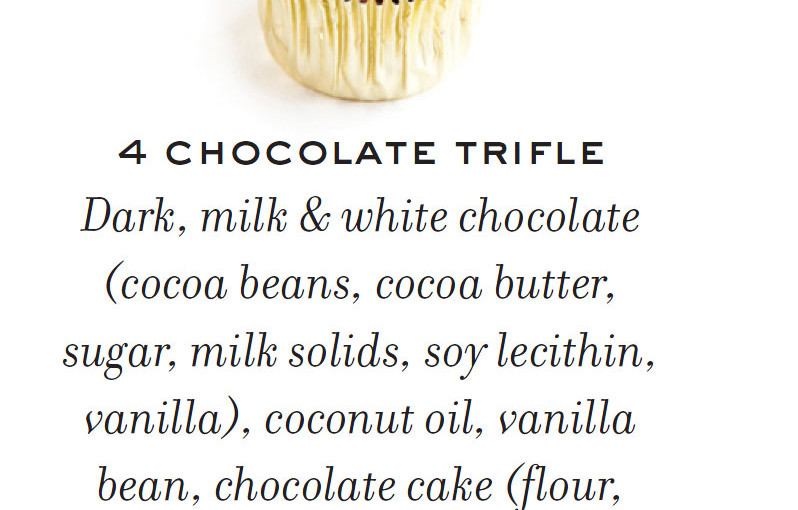 4 CHOCOLATE TRIFLE
Dark, milk & white chocolate
(cocoa beans, cocoa butter,
sugar, milk solids, soy lecithin,
vanilla), coconut oil, vanilla
bean, chocolate cake (flour,